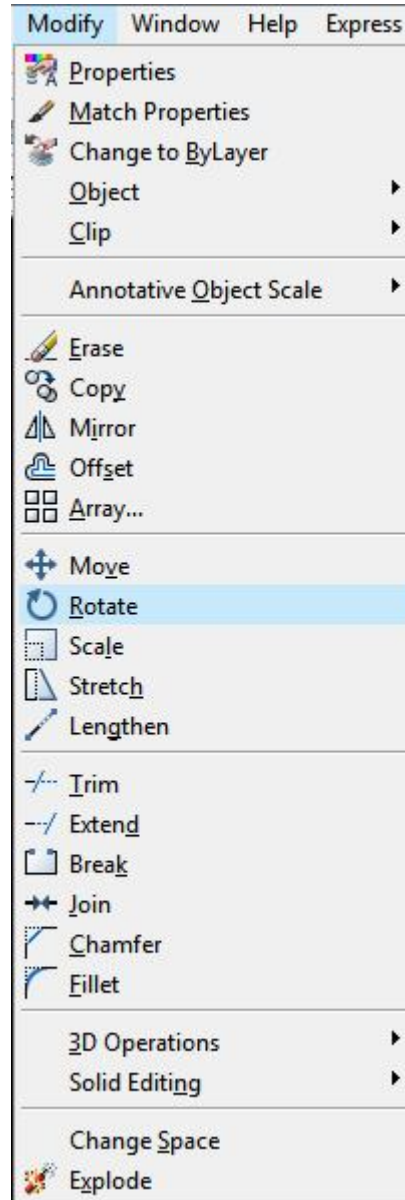 Modify Window Help Express
Properties
Match Properties
Change to ByLayer
Object
Clip
Annotative Object Scale
Erase
Copy
Mirror
Offset
Array...
Move
Rotate
Scale
Stretch
Lengthen
Trim
Extend
Break
Join
Chamfer
Fillet
3D Operations
Solid Editing
Change Space
Explode